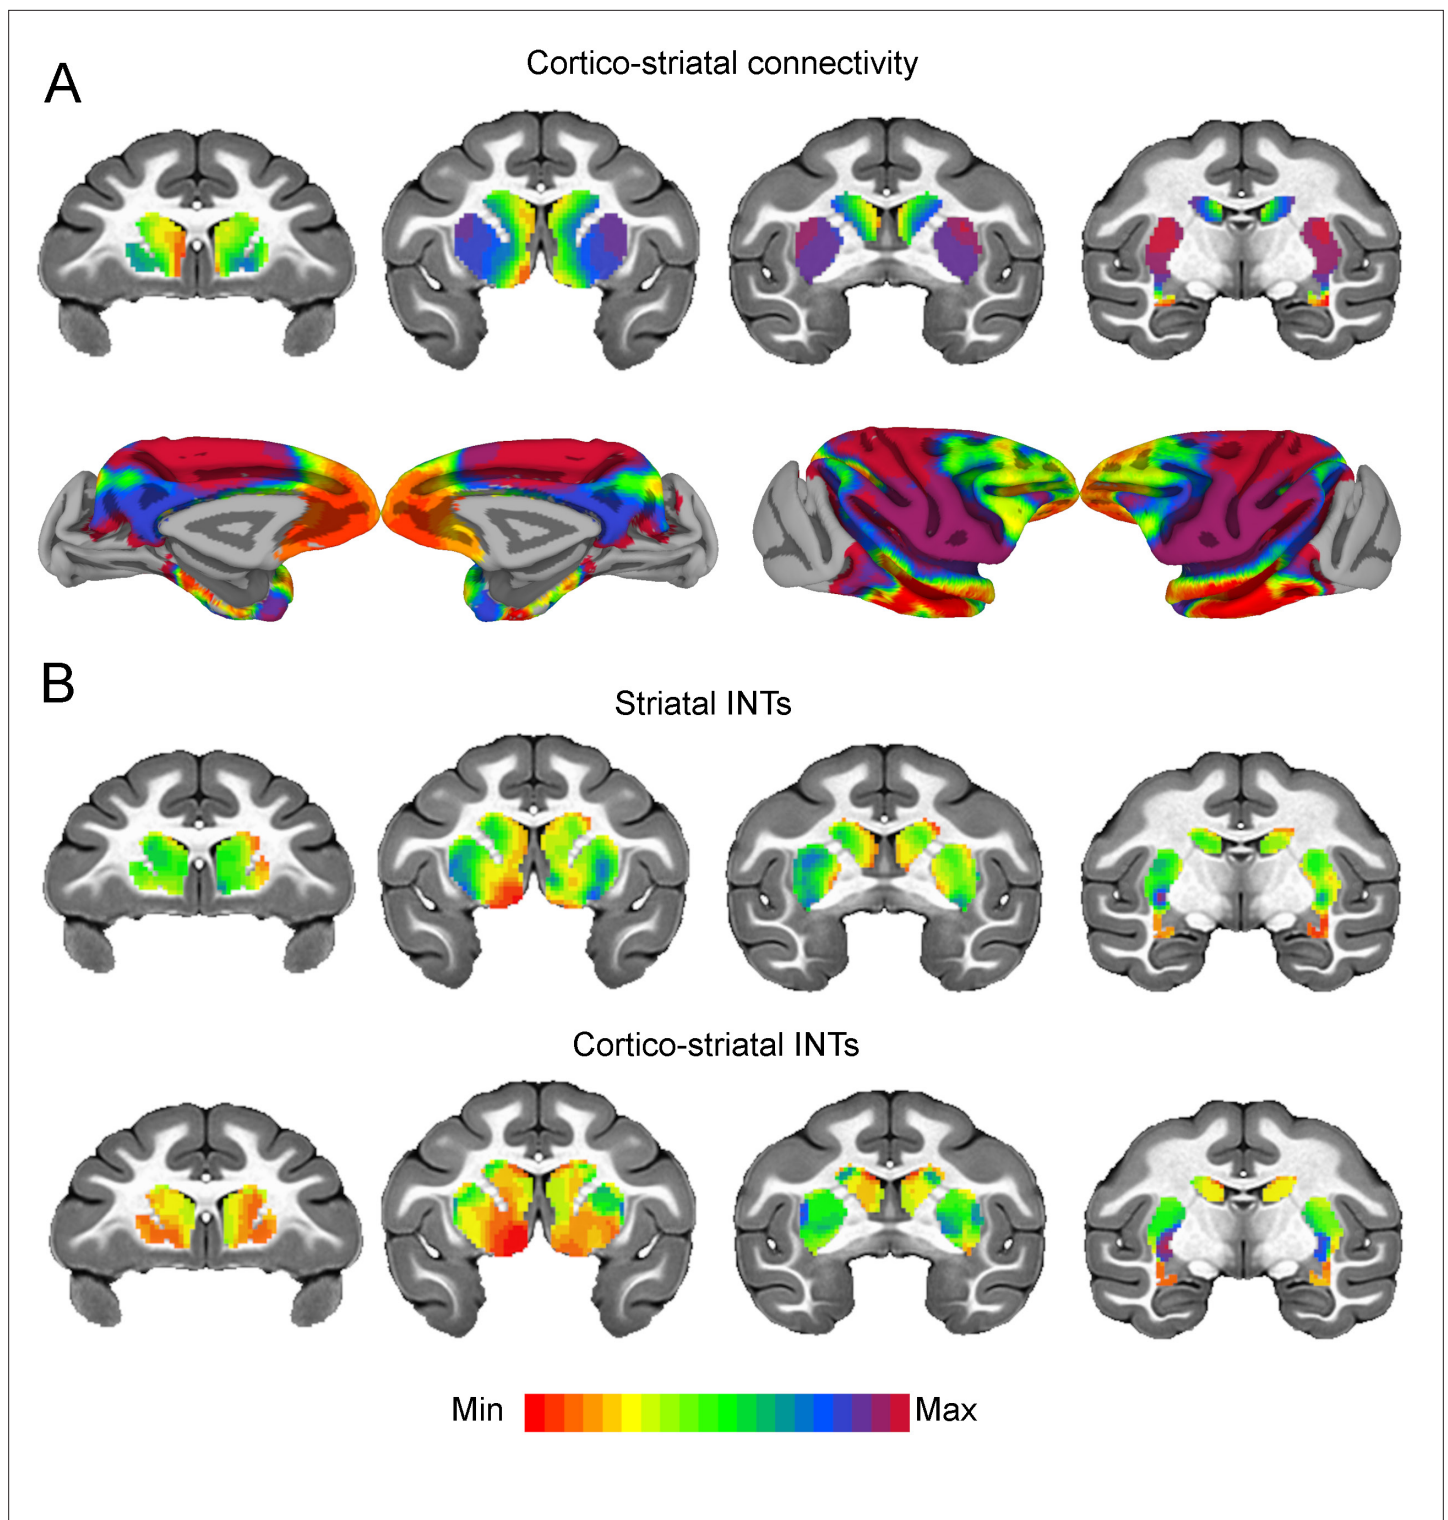 A
Cortico-striatal connectivity
B
Striatal INTs
Cortico-striatal INTs
Min
Max